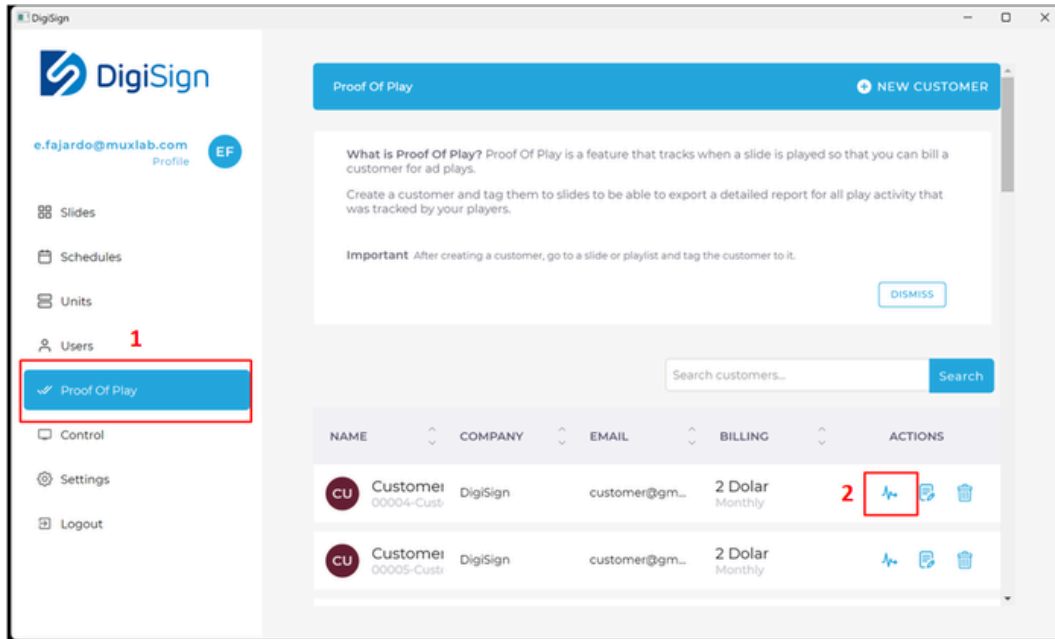 DigiSign
DigiSign
e.fajardo@muxlab.com
Profile
EF
Slides
Schedules
Units
Users
1
Proof Of Play
Control
Settings
Logout
Proof Of Play
NEW CUSTOMER
What is Proof Of Play? Proof Of Play is a feature that tracks when a slide is played so that you can bill a
customer for ad plays.
Create a customer and tag them to slides to be able to export a detailed report for all play activity that
was tracked by your players.
Important After creating a customer, go to a slide or playlist and tag the customer to it.
DISMISS
Search customers...
Search
NAME COMPANY EMAIL BILLING ACTIONS
CU Customer DigiSign customer@gm... 2 Dolar 2
00004-Cust Monthly
CU Customer DigiSign customer@gm... 2 Dolar
00005-Cust Monthly